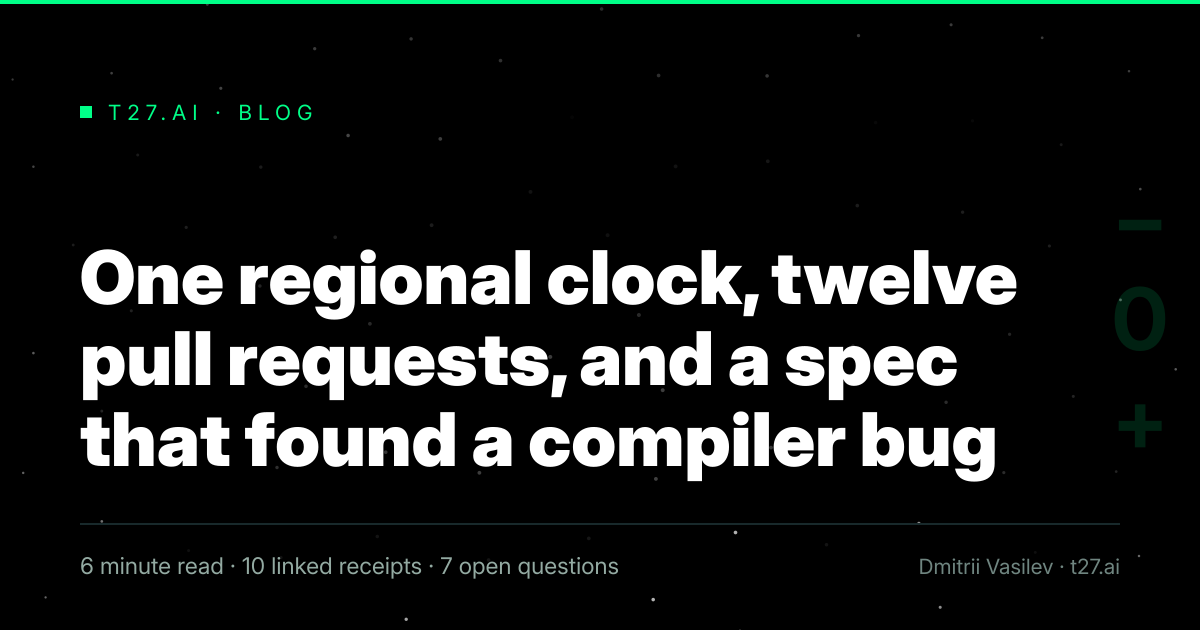 T27.AI · BLOG
One regional clock, twelve
pull requests, and a spec
that found a compiler bug
−
0
+
6 minute read · 10 linked receipts · 7 open questions
Dmitrii Vasilev · t27.ai